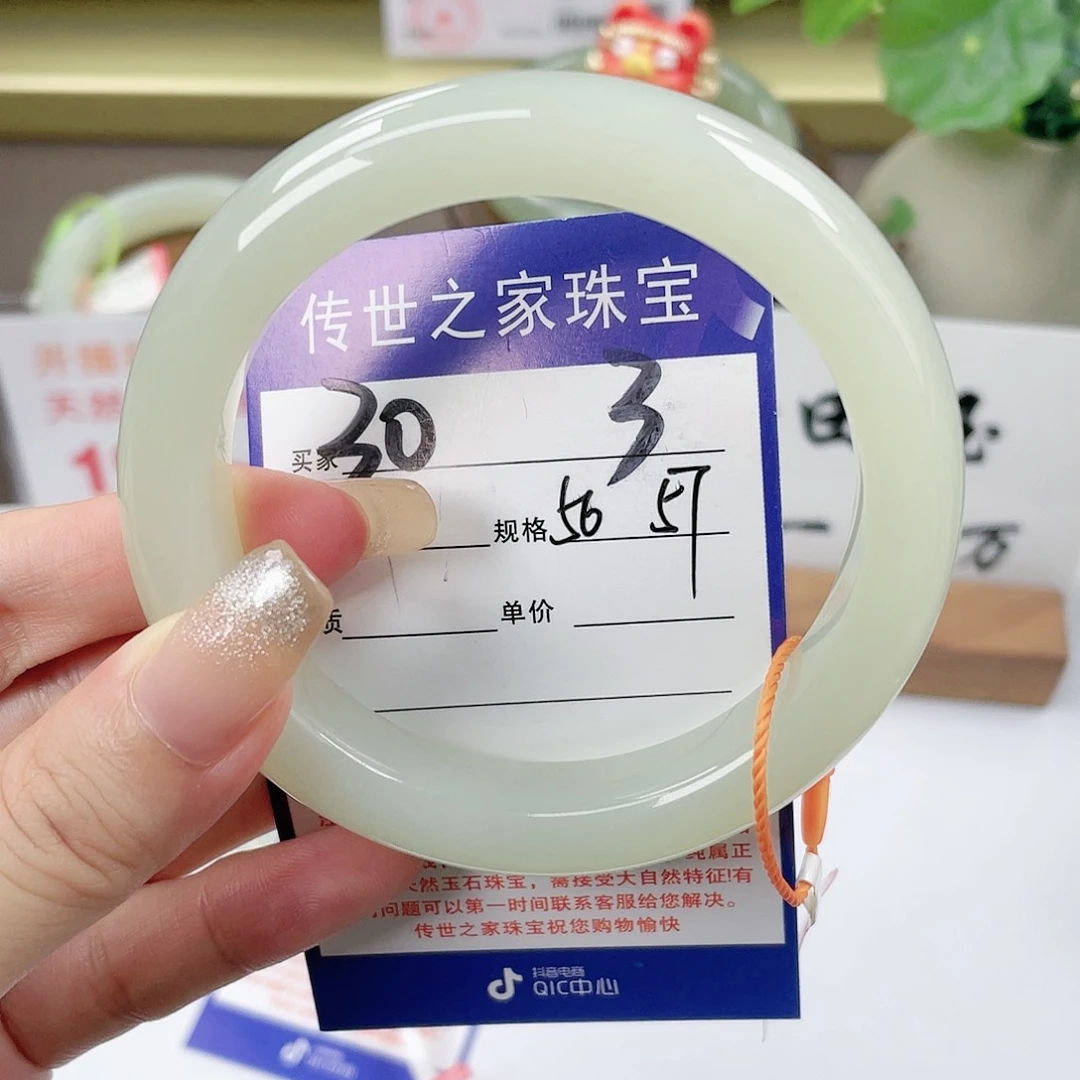 传世之家珠宝
30 3
买家
规格 56 57
质 单价
纯属正
然玉石珠宝，需接受大自然特征!有
问题可以第一时间联系客服给您解决。
传世之家珠宝祝您购物愉快
抖音电商
QIC中心